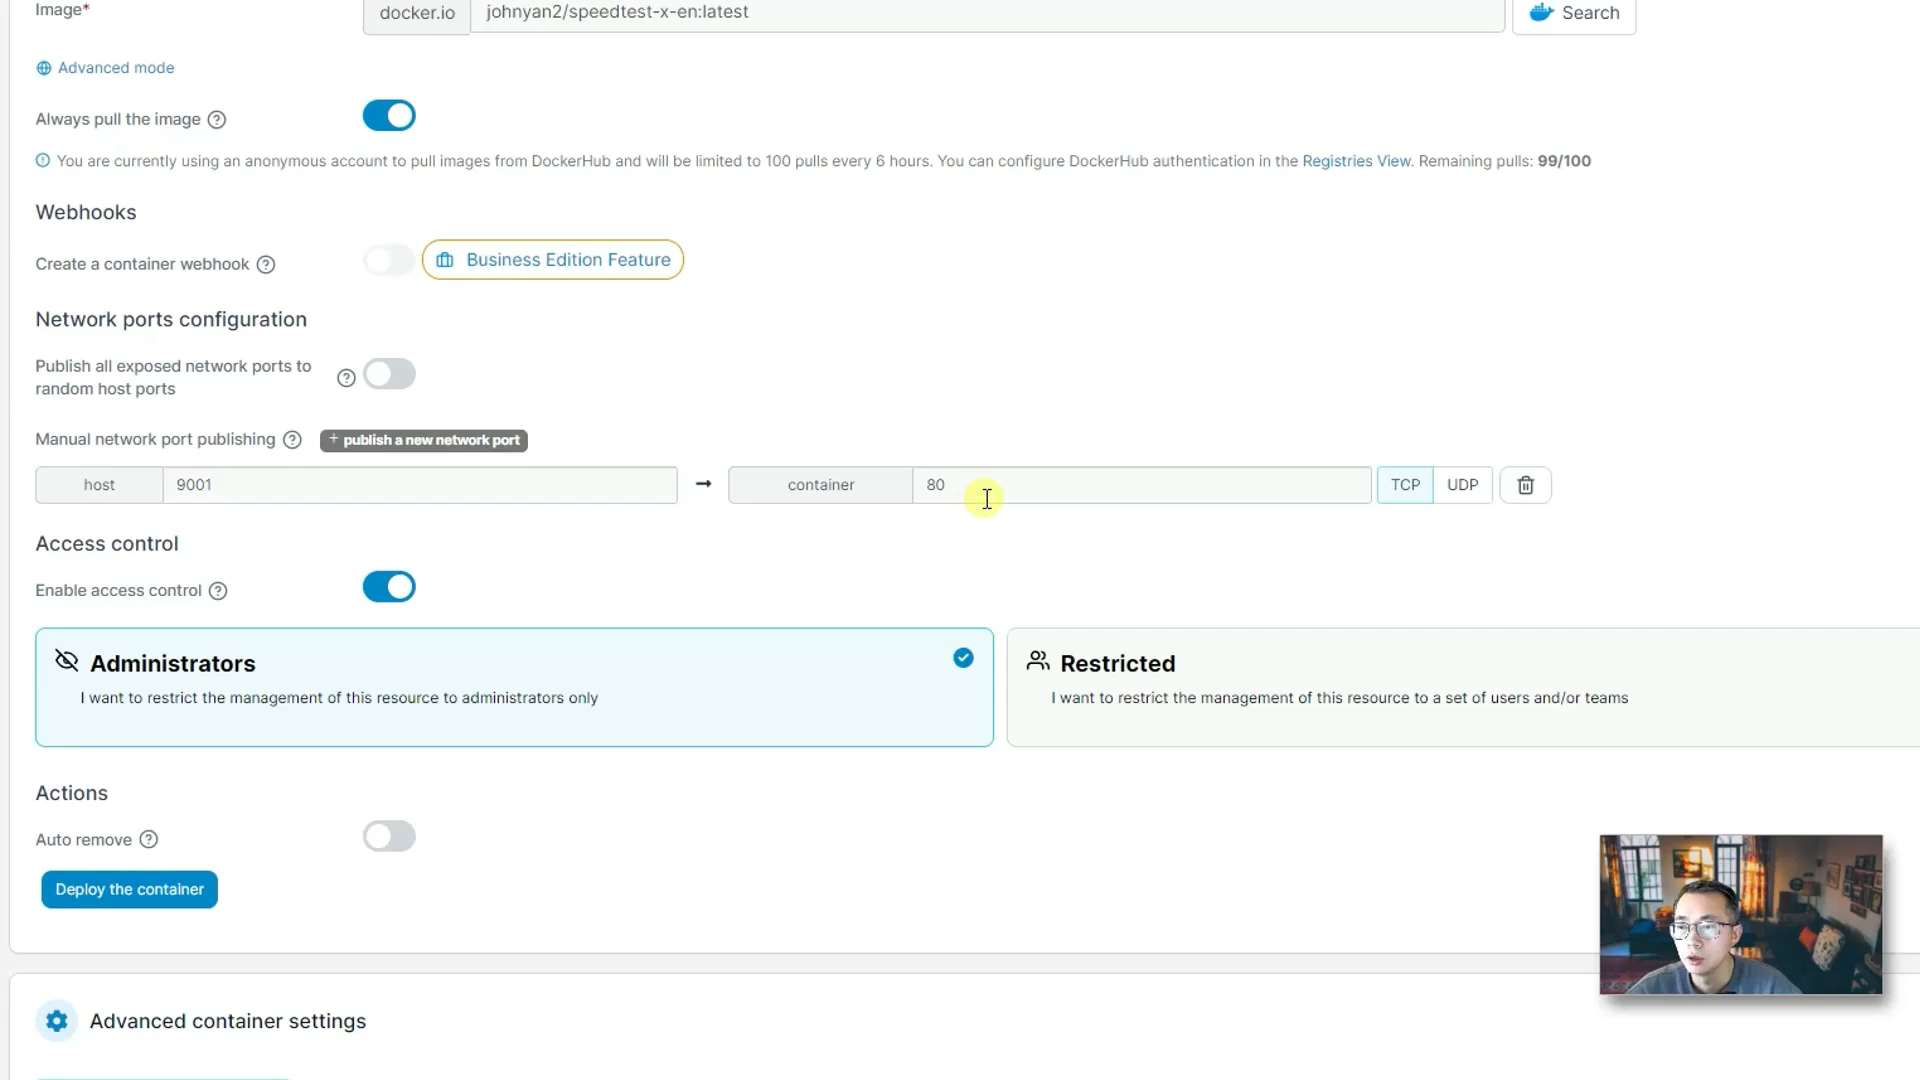 Image*
docker.io
johnyan2/speedtest-x-en:latest
Search
Advanced mode
Always pull the image
You are currently using an anonymous account to pull images from DockerHub and will be limited to 100 pulls every 6 hours. You can configure DockerHub authentication in the Registries View. Remaining pulls: 99/100
Webhooks
Create a container webhook
Business Edition Feature
Network ports configuration
Publish all exposed network ports to
random host ports
Manual network port publishing
+ publish a new network port
host
9001
container
80
TCP
UDP
Access control
Enable access control
Administrators
I want to restrict the management of this resource to administrators only
Restricted
I want to restrict the management of this resource to a set of users and/or teams
Actions
Auto remove
Deploy the container
Advanced container settings